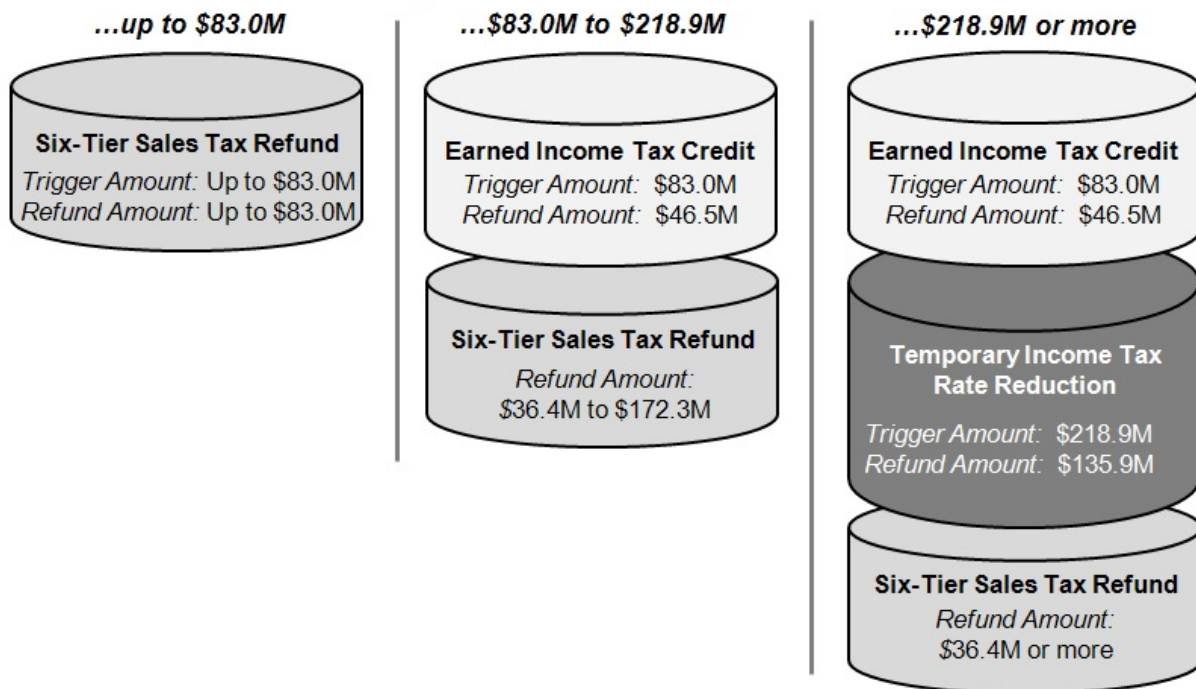 ...up to $83.0M
Six-Tier Sales Tax Refund
Trigger Amount: Up to $83.0M
Refund Amount: Up to $83.0M
...$83.0M to $218.9M
Earned Income Tax Credit
Trigger Amount: $83.0M
Refund Amount: $46.5M
Six-Tier Sales Tax Refund
Refund Amount:
$36.4M to $172.3M
...$218.9M or more
Earned Income Tax Credit
Trigger Amount: $83.0M
Refund Amount: $46.5M
Temporary Income Tax
Rate Reduction
Trigger Amount: $218.9M
Refund Amount: $135.9M
Six-Tier Sales Tax Refund
Refund Amount:
$36.4M or more